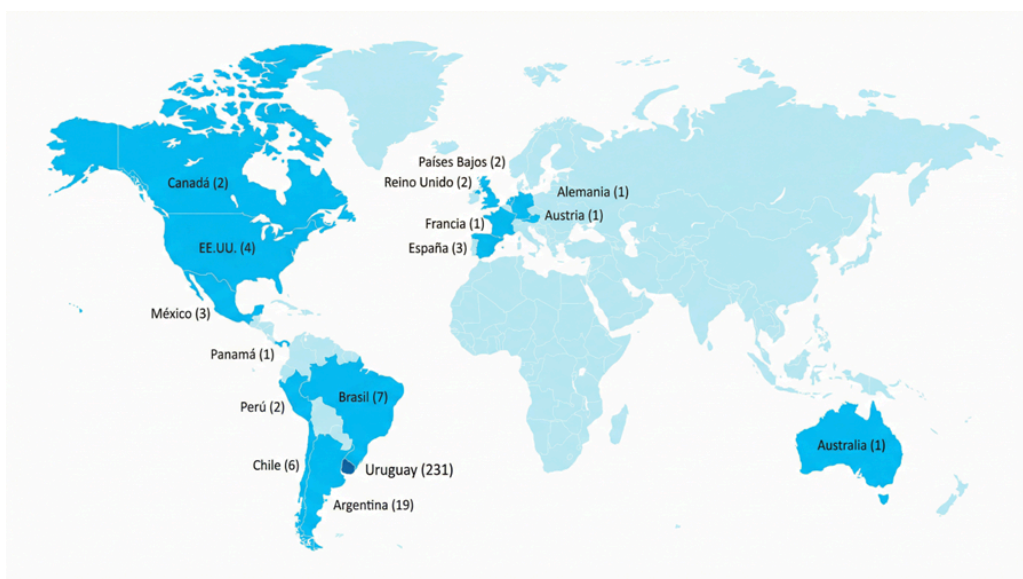 Países Bajos (2)
Reino Unido (2)
Canadá (2)
Alemania (1)
Austria (1)
Francia (1)
EE.UU. (4)
España (3)
México (3)
Panamá (1)
Brasil (7)
Perú (2)
Australia (1)
Chile (6)
Uruguay (231)
Argentina (19)